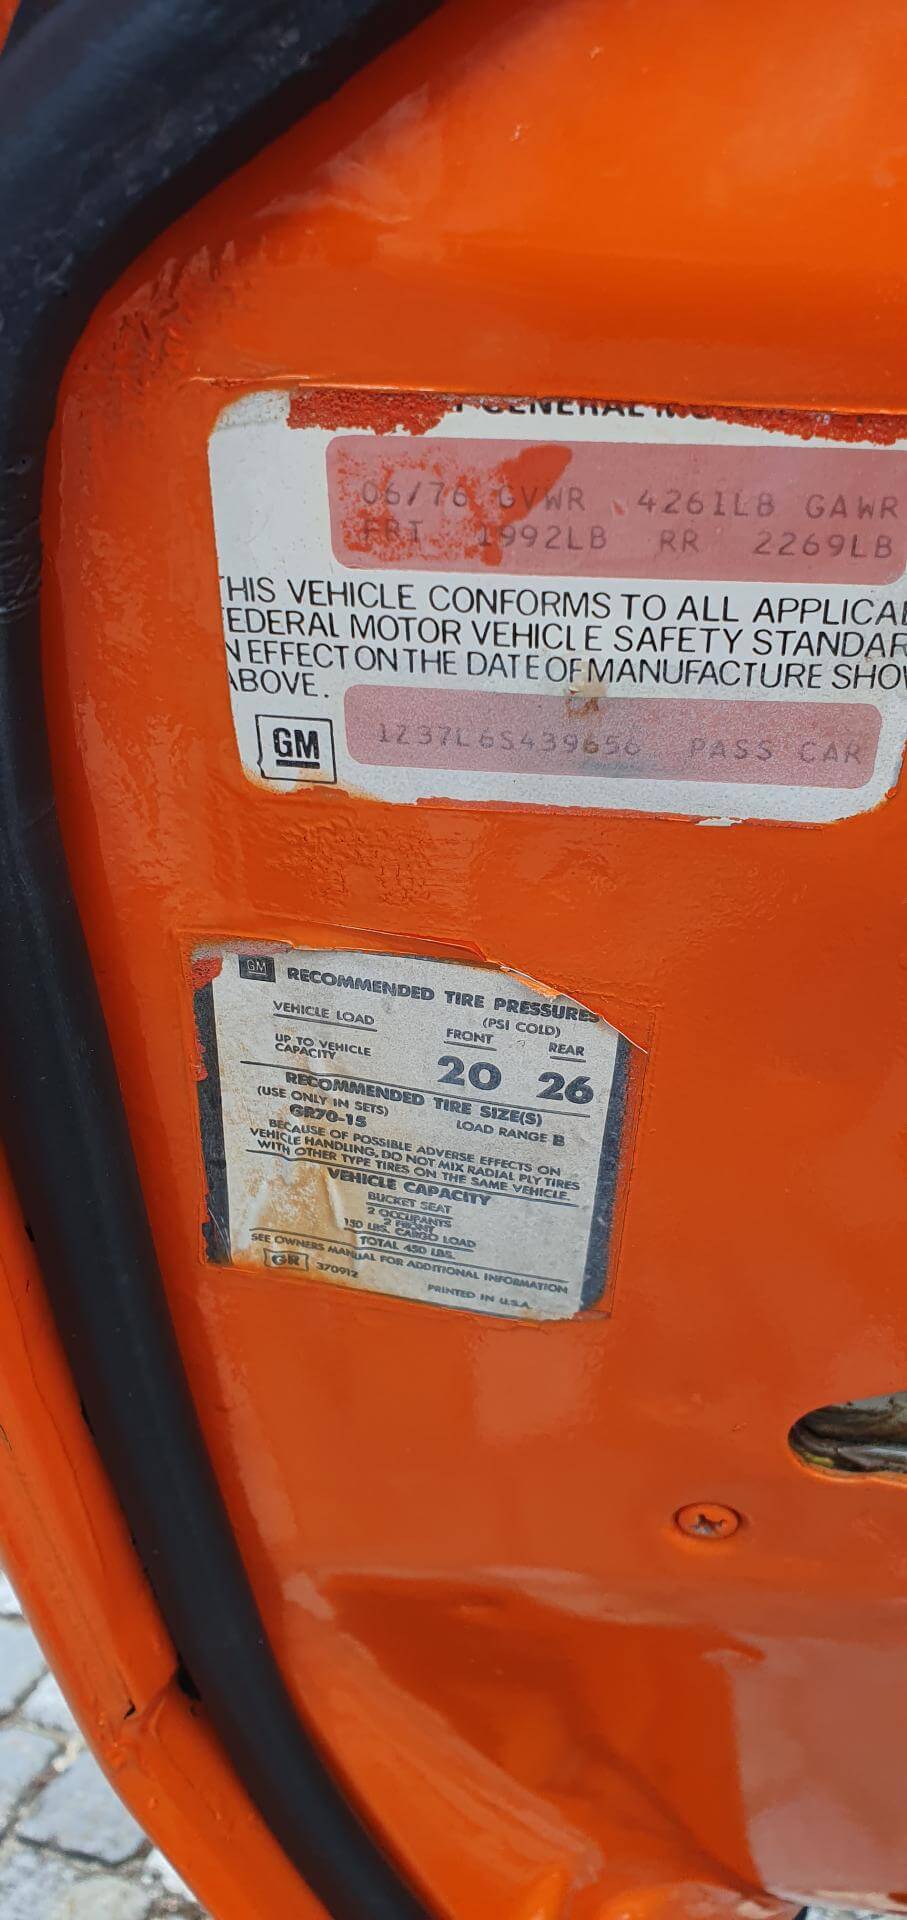 GENERAL
06/76 GVWR 4261LB GAWR
FRT 1992LB RR 2269LB
HIS VEHICLE CONFORMS TO ALL APPLICA
EDERAL MOTOR VEHICLE SAFETY STANDAR
N EFFECT ON THE DATE OF MANUFACTURE SHO
ABOVE.
GM
1Z37L6S439656 PASS CAR
GM RECOMMENDED TIRE PRESSURES
(PSI COLD)
VEHICLE LOAD FRONT REAR
UP TO VEHICLE
CAPACITY
20 26
RECOMMENDED TIRE SIZE(S)
(USE ONLY IN SETS) LOAD RANGE B
GR70-15
BECAUSE OF POSSIBLE ADVERSE EFFECTS ON
VEHICLE HANDLING, DO NOT MIX RADIAL PLY TIRES
WITH OTHER TYPE TIRES ON THE SAME VEHICLE.
VEHICLE CAPACITY
BUCKET SEAT
2 OCCUPANTS
2 FRONT
150 LBS. CARGO LOAD
TOTAL 450 LBS.
SEE OWNERS MANUAL FOR ADDITIONAL INFORMATION
GR 370912
PRINTED IN U.S.A.